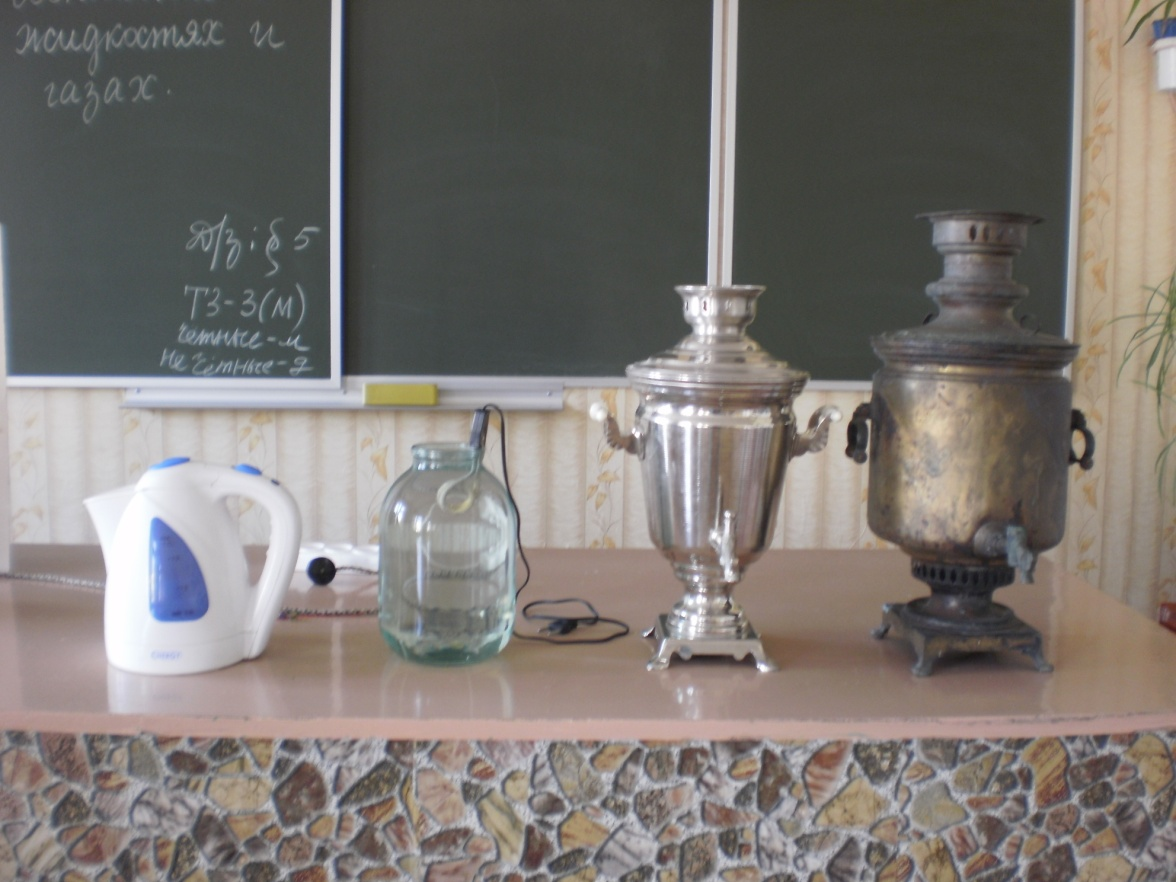 жидкостях и
газах.
Д/з: § 5
ТЗ-3(м)
четные-м
не четные-д